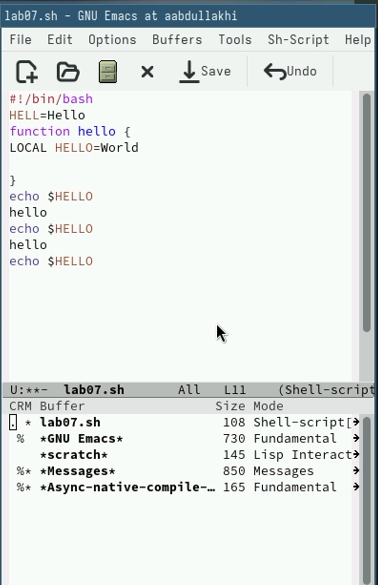 lab07.sh - GNU Emacs at aabdullakhi
File Edit Options Buffers Tools Sh-Script Help
Save Undo
#!/bin/bash
HELL=Hello
function hello {
LOCAL HELLO=World
}
echo $HELLO
hello
echo $HELLO
hello
echo $HELLO
U:**- lab07.sh All L11 (Shell-script
CRM Buffer Size Mode
. * lab07.sh 108 Shell-script[
% *GNU Emacs* 730 Fundamental
*scratch* 145 Lisp Interact
%* *Messages* 850 Messages
%* *Async-native-compile-… 165 Fundamental